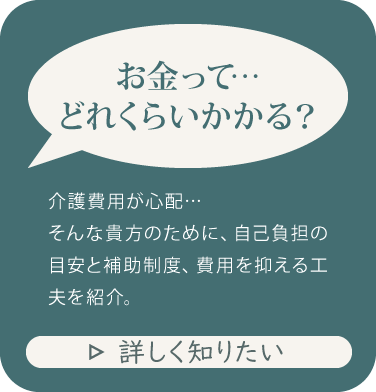 お金って…
どれくらいかかる？
介護費用が心配…
そんな貴方のために、自己負担の
目安と補助制度、費用を抑える工
夫を紹介。
▷ 詳しく知りたい